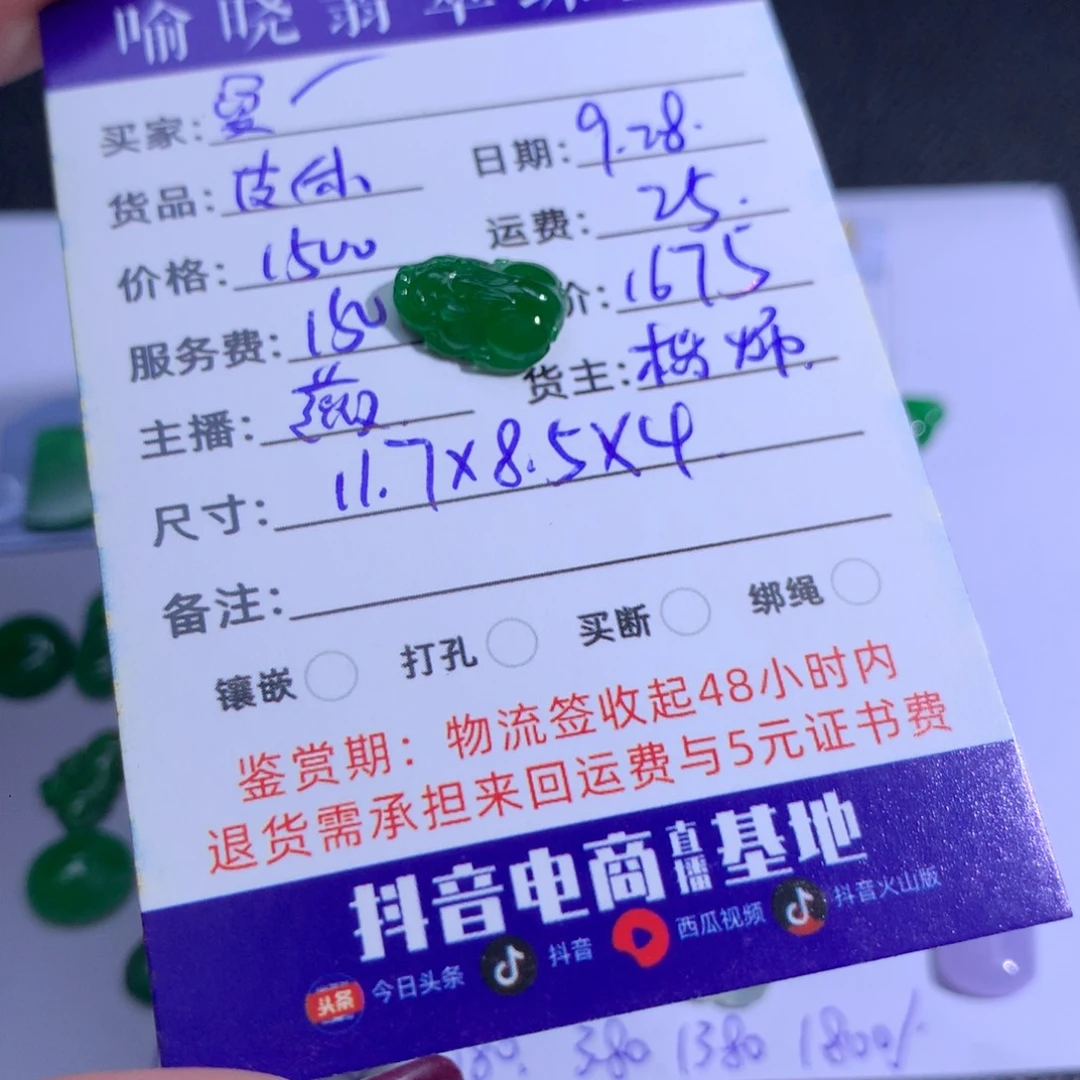 喻晓翡翠
买家:
日期: 9.28.
货品: 皮
运费: 25.
价格: 1500
价: 1675
服务费: 150
货主:
主播:
尺寸: 11.7×8.5×4.
备注:
镶嵌 打孔 买断 绑绳
鉴赏期：物流签收起48小时内
退货需承担来回运费与5元证书费
抖音电商直播基地
头条 今日头条 抖音 西瓜视频 抖音火山版
380 1380 1800/